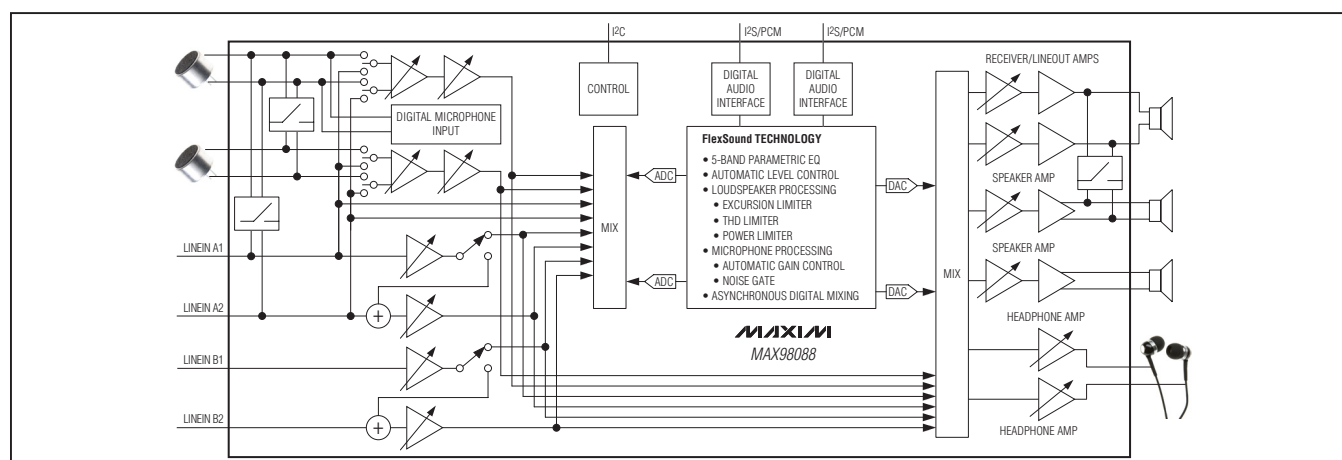 I²C
I²S/PCM
I²S/PCM
RECEIVER/LINEOUT AMPS
CONTROL
DIGITAL
AUDIO
INTERFACE
DIGITAL
AUDIO
INTERFACE
DIGITAL MICROPHONE
INPUT
FlexSound TECHNOLOGY
• 5-BAND PARAMETRIC EQ
• AUTOMATIC LEVEL CONTROL
• LOUDSPEAKER PROCESSING
• EXCURSION LIMITER
• THD LIMITER
• POWER LIMITER
• MICROPHONE PROCESSING
• AUTOMATIC GAIN CONTROL
• NOISE GATE
• ASYNCHRONOUS DIGITAL MIXING
ADC
ADC
DAC
DAC
MIX
MIX
SPEAKER AMP
SPEAKER AMP
HEADPHONE AMP
HEADPHONE AMP
LINEIN A1
LINEIN A2
LINEIN B1
LINEIN B2
+
+
MAXIM
MAX98088